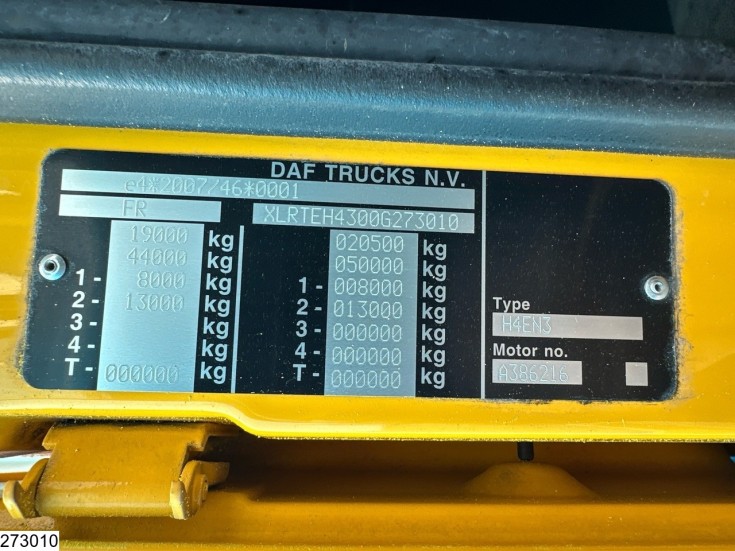 DAF TRUCKS N.V.
e4*2007/46*0001
FR XLRTEH4300G273010
19000 kg 020500 kg
44000 kg 050000 kg
1 - 8000 kg 1 - 008000 kg
2 - 13000 kg 2 - 013000 kg
3 - kg 3 - 000000 kg
4 - kg 4 - 000000 kg
T - 000000 kg T - 000000 kg
Type
H4EN3
Motor no.
A386216
273010